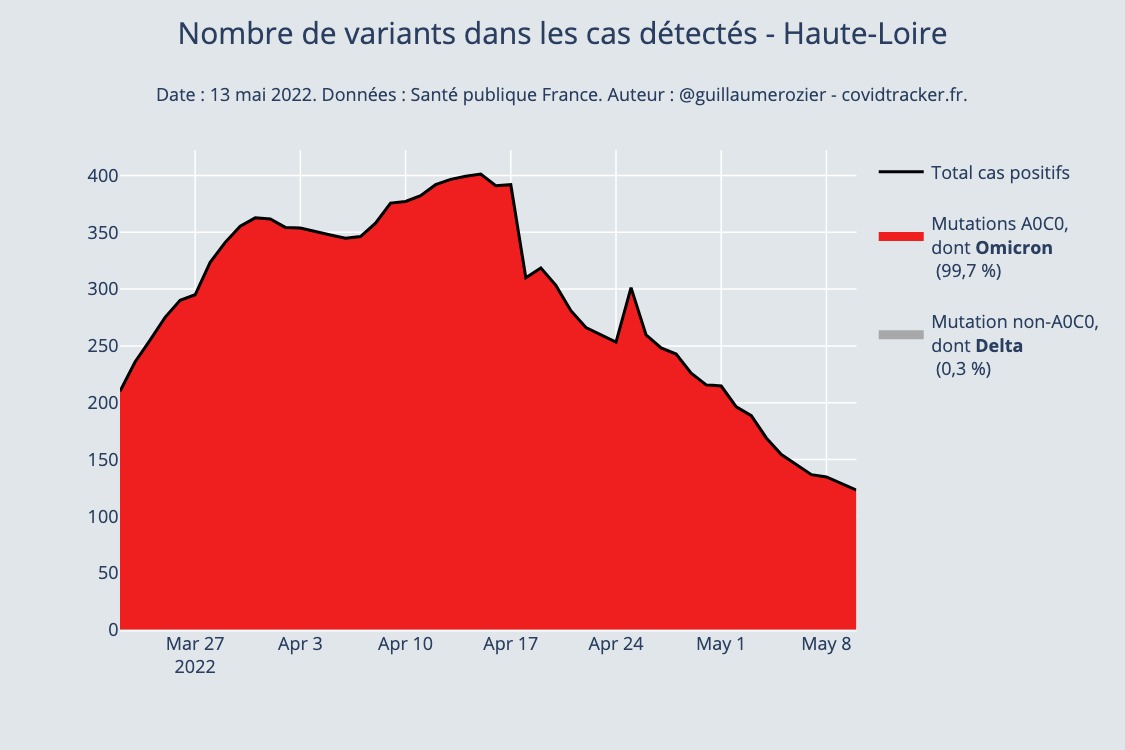 Nombre de variants dans les cas détectés - Haute-Loire
Date : 13 mai 2022. Données : Santé publique France. Auteur : @guillaumerozier - covidtracker.fr.
400
350
300
250
200
150
100
50
0
Mar 27
2022
Apr 3
Apr 10
Apr 17
Apr 24
May 1
May 8
Total cas positifs
Mutations A0C0,
dont Omicron
(99,7 %)
Mutation non-A0C0,
dont Delta
(0,3 %)